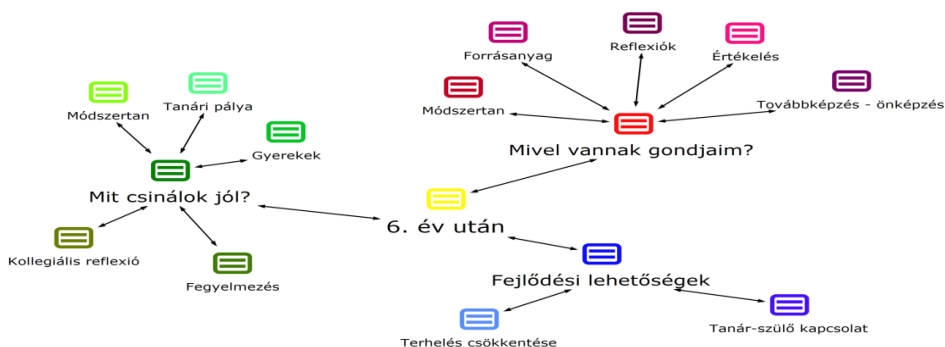 Forrásanyag
Reflexiók
Értékelés
Módszertan
Továbbképzés - önképzés
Mivel vannak gondjaim?
Módszertan
Tanári pálya
Gyerekek
Mit csinálok jól?
Kollegiális reflexió
Fegyelmezés
6. év után
Fejlődési lehetőségek
Terhelés csökkentése
Tanár-szülő kapcsolat